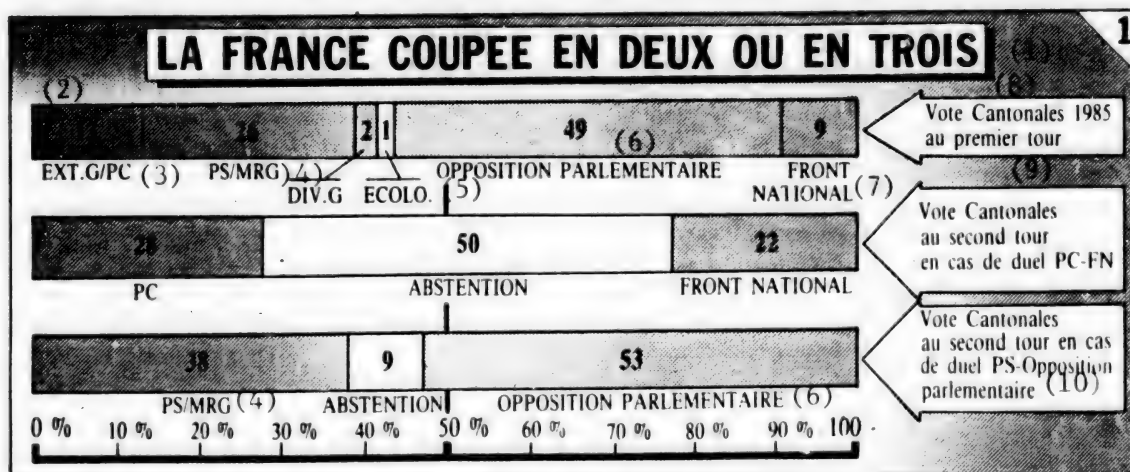 1
LA FRANCE COUPEE EN DEUX OU EN TROIS
(1)
(2)
(8)
26 2 1 49 9
(6)
Vote Cantonales 1985
au premier tour
EXT.G/PC (3) PS/MRG (4) OPPOSITION PARLEMENTAIRE FRONT
DIV.G ECOLO. (5) NATIONAL (7)
(9)
28 50 22
Vote Cantonales
au second tour
en cas de duel PC-FN
PC ABSTENTION FRONT NATIONAL
38 9 53
Vote Cantonales
au second tour en cas
de duel PS-Opposition
parlementaire (10)
PS/MRG (4) ABSTENTION OPPOSITION PARLEMENTAIRE (6)
0 % 10 % 20 % 30 % 40 % 50 % 60 % 70 % 80 % 90 % 100